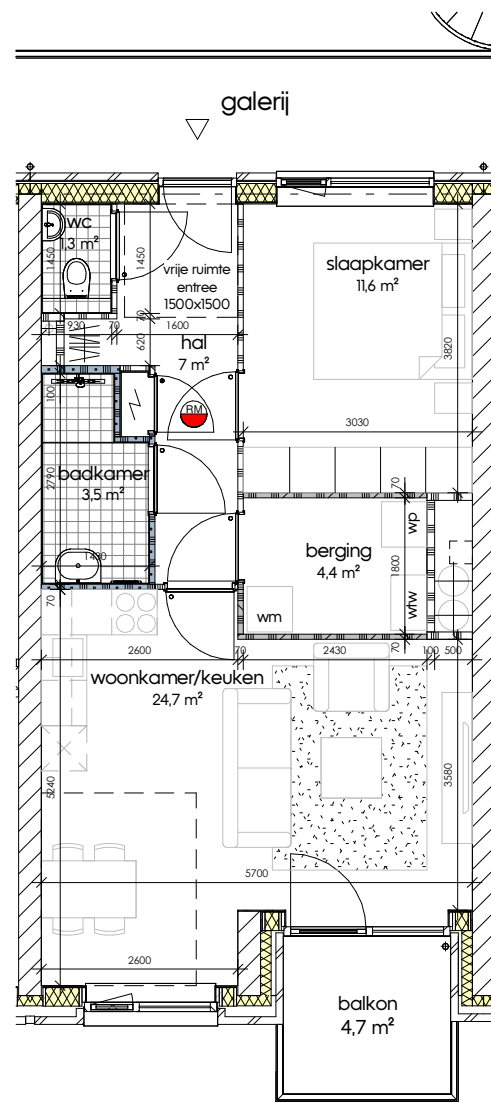 galerij
wc
1,3 m²
1450
1450
vrije ruimte
entree
1500x1500
slaapkamer
11,6 m²
3820
930
70
70
1600
620
hal
7 m²
100
RM
3030
2790
badkamer
3,5 m²
1430
70
berging
4,4 m²
wp
1800
whw
wm
70
70
2600
70
2430
100
500
woonkamer/keuken
24,7 m²
5240
3580
5700
2600
balkon
4,7 m²